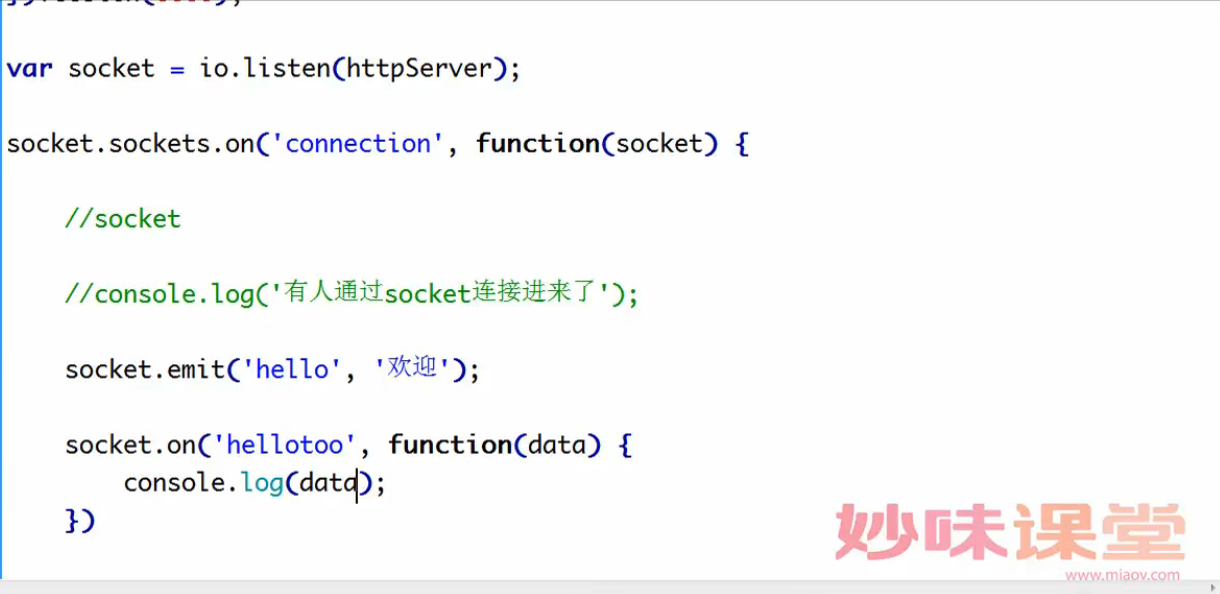 var socket = io.listen(httpServer);
socket.sockets.on('connection', function(socket) {
//socket
//console.log('有人通过socket连接进来了');
socket.emit('hello', '欢迎');
socket.on('hellotoo', function(data) {
console.log(data);
})
妙味课堂
www.miaov.com